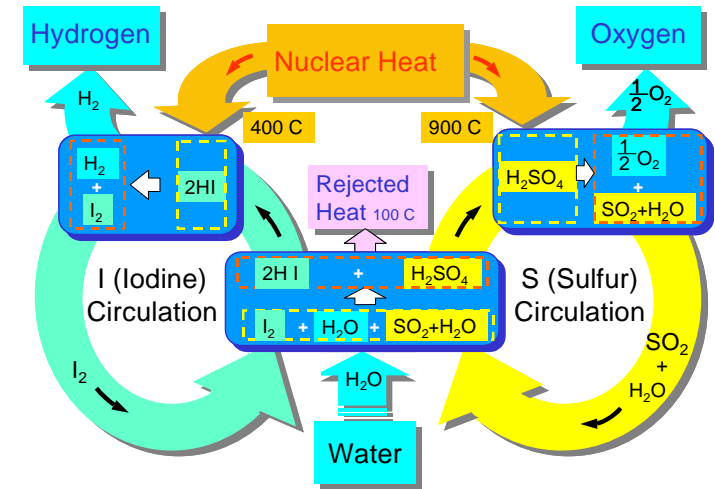 Hydrogen
Nuclear Heat
Oxygen
H₂
½O₂
400 C
900 C
H₂
+
I₂
2HI
H₂SO₄
½O₂
+
SO₂+H₂O
Rejected
Heat 100 C
I (Iodine)
Circulation
2H I + H₂SO₄
I₂ + H₂O + SO₂+H₂O
S (Sulfur)
Circulation
I₂
SO₂
+
H₂O
H₂O
Water